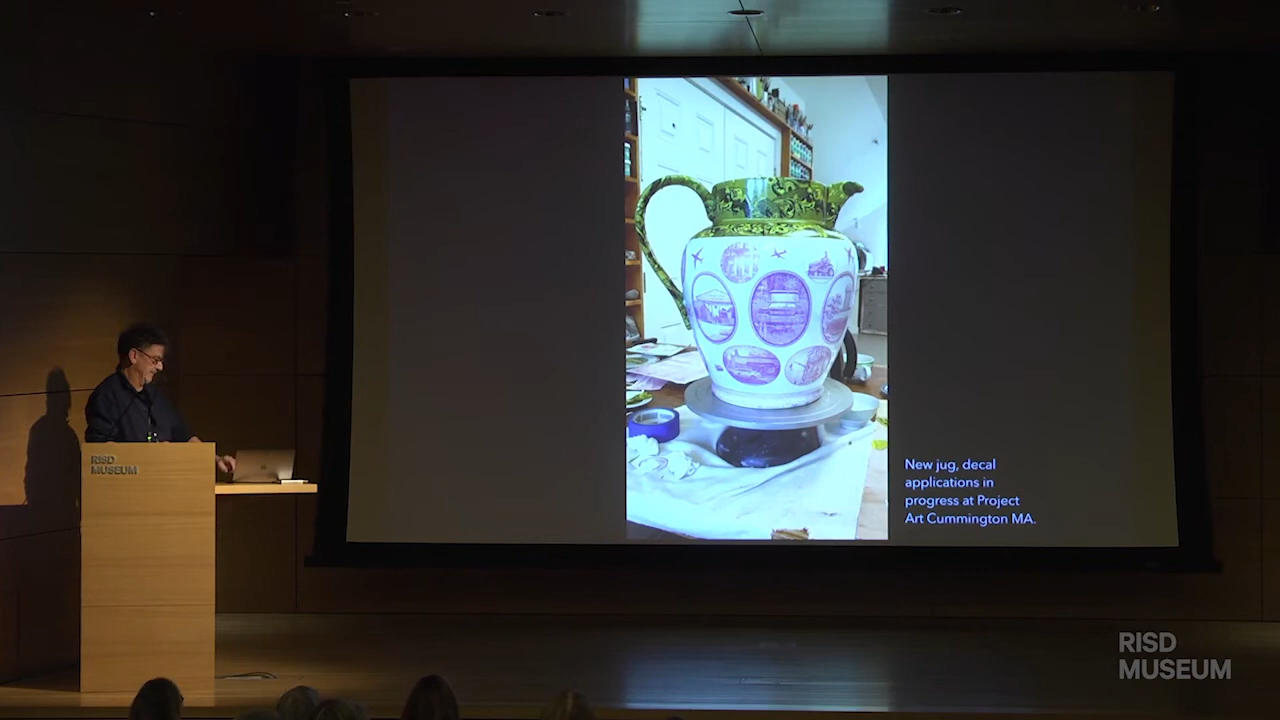 RISD
MUSEUM
New jug, decal
applications in
progress at Project
Art Cummington MA.
RISD
MUSEUM